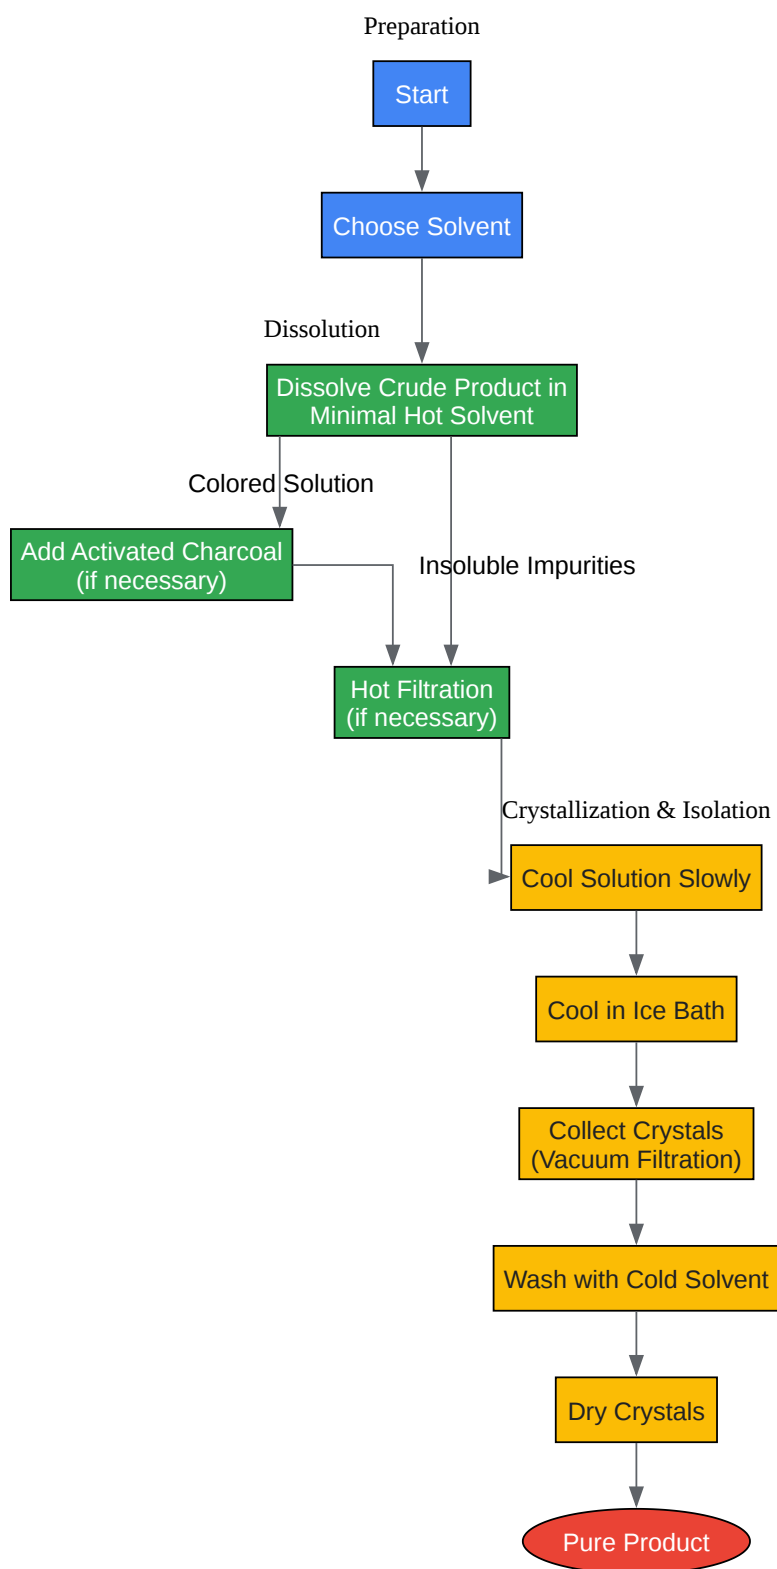 Preparation
Start
Choose Solvent
Dissolution
Dissolve Crude Product in
Minimal Hot Solvent
Colored Solution
Add Activated Charcoal
(if necessary)
Insoluble Impurities
Hot Filtration
(if necessary)
Crystallization & Isolation
Cool Solution Slowly
Cool in Ice Bath
Collect Crystals
(Vacuum Filtration)
Wash with Cold Solvent
Dry Crystals
Pure Product